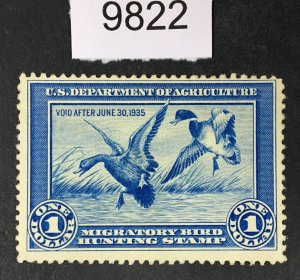 9822
U.S. DEPARTMENT OF AGRICULTURE
VOID AFTER JUNE 30, 1935
ONE DOLLAR
1
ONE DOLLAR
1
MIGRATORY BIRD
HUNTING STAMP